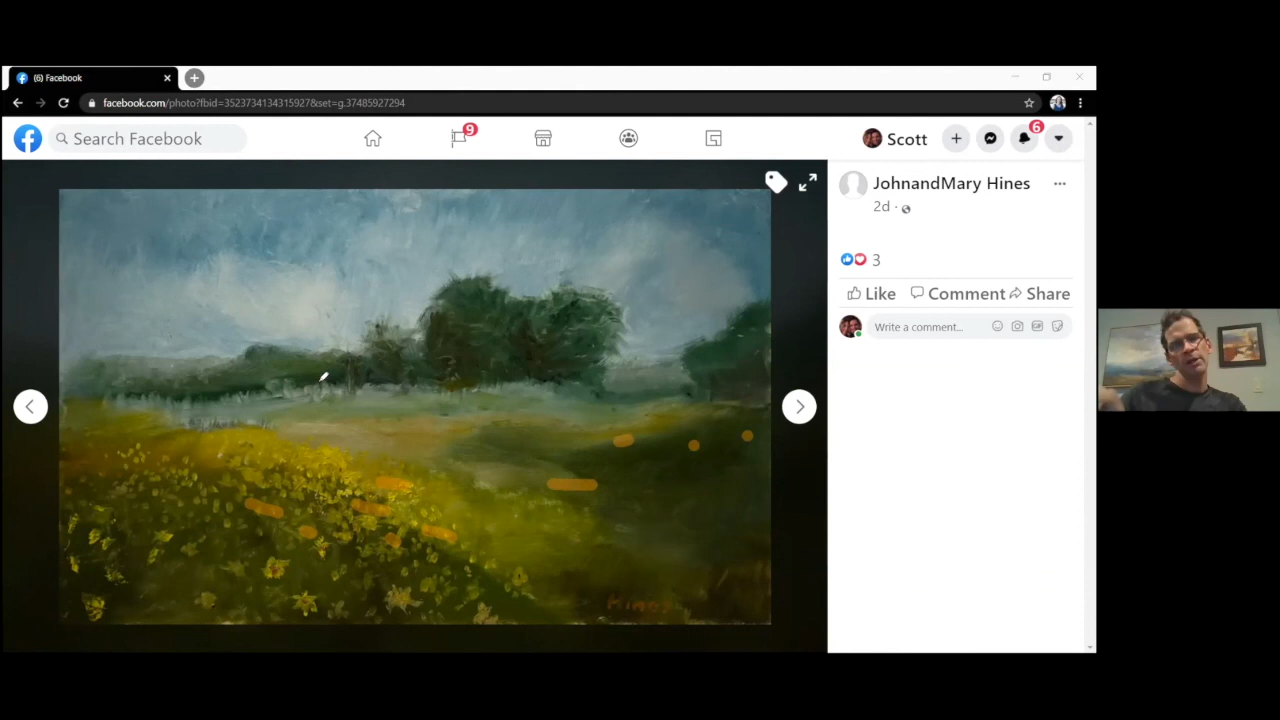 (6) Facebook
facebook.com/photo?fbid=3523734134315927&set=g.37485927294
Search Facebook
9
Scott
6
JohnandMary Hines
2d ·
3
Like
Comment
Share
Write a comment...
GIF